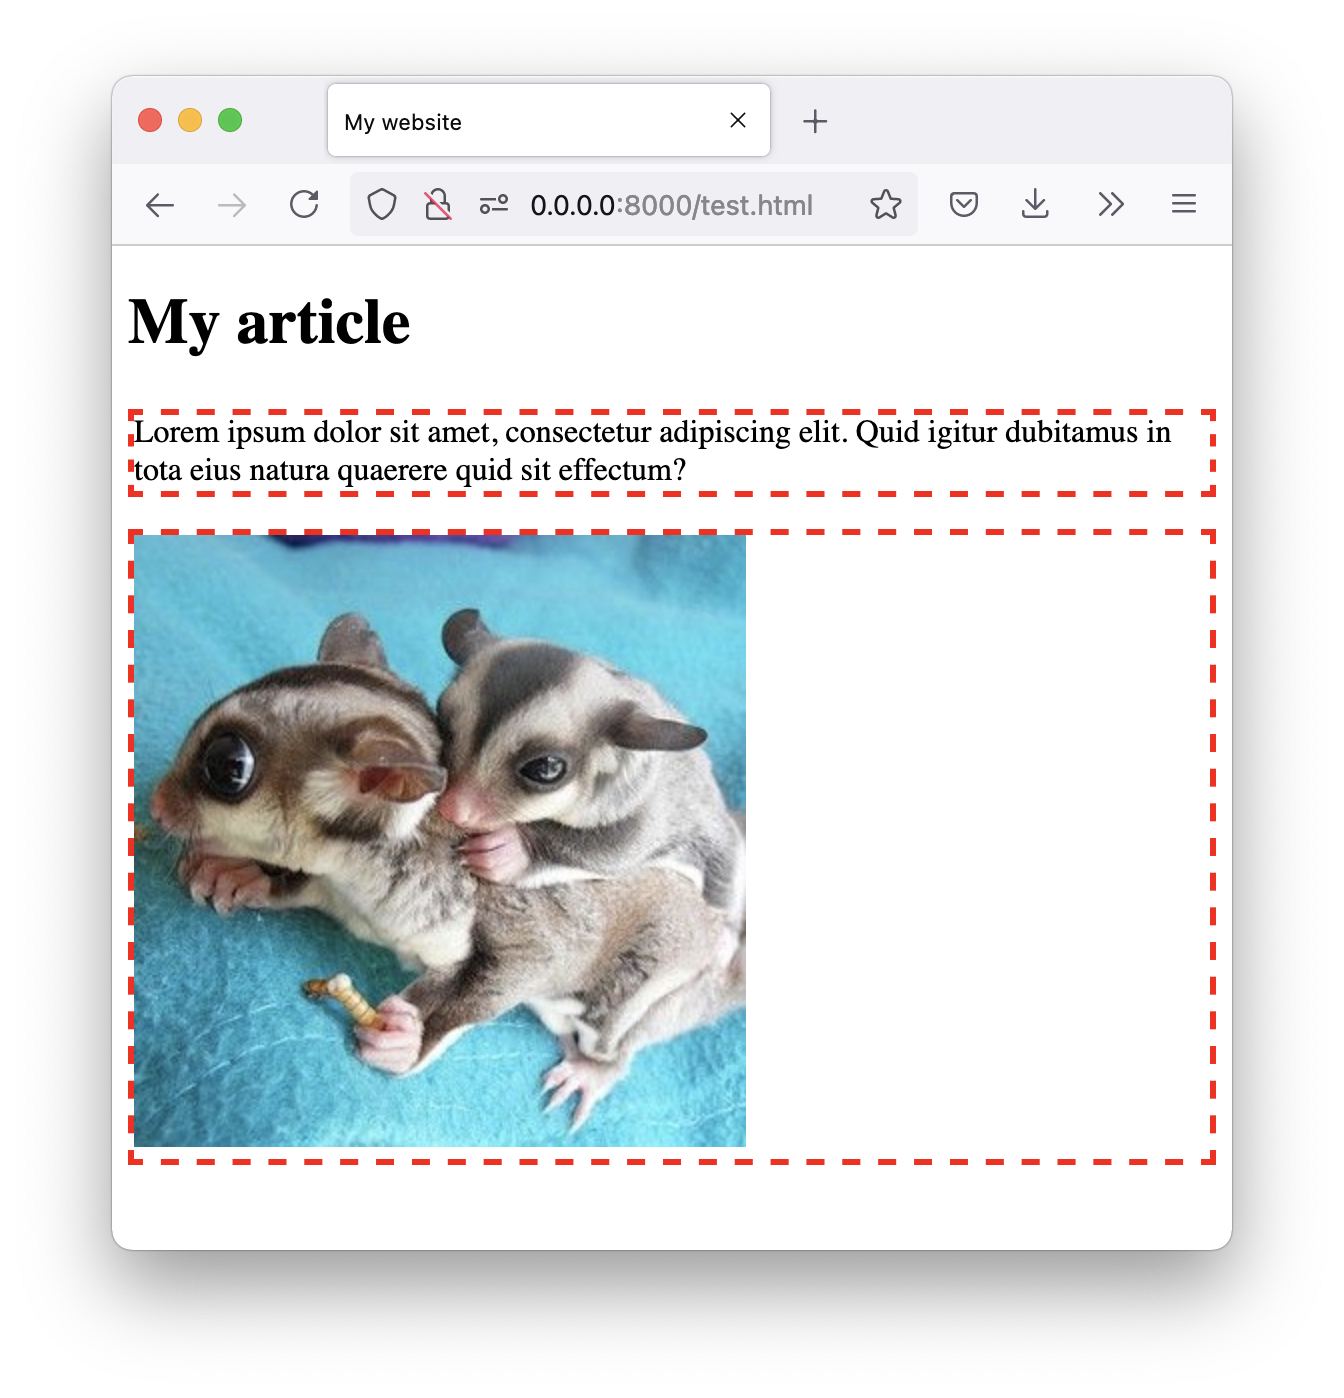 My website
0.0.0.0:8000/test.html
My article
Lorem ipsum dolor sit amet, consectetur adipiscing elit. Quid igitur dubitamus in
tota eius natura quaerere quid sit effectum?